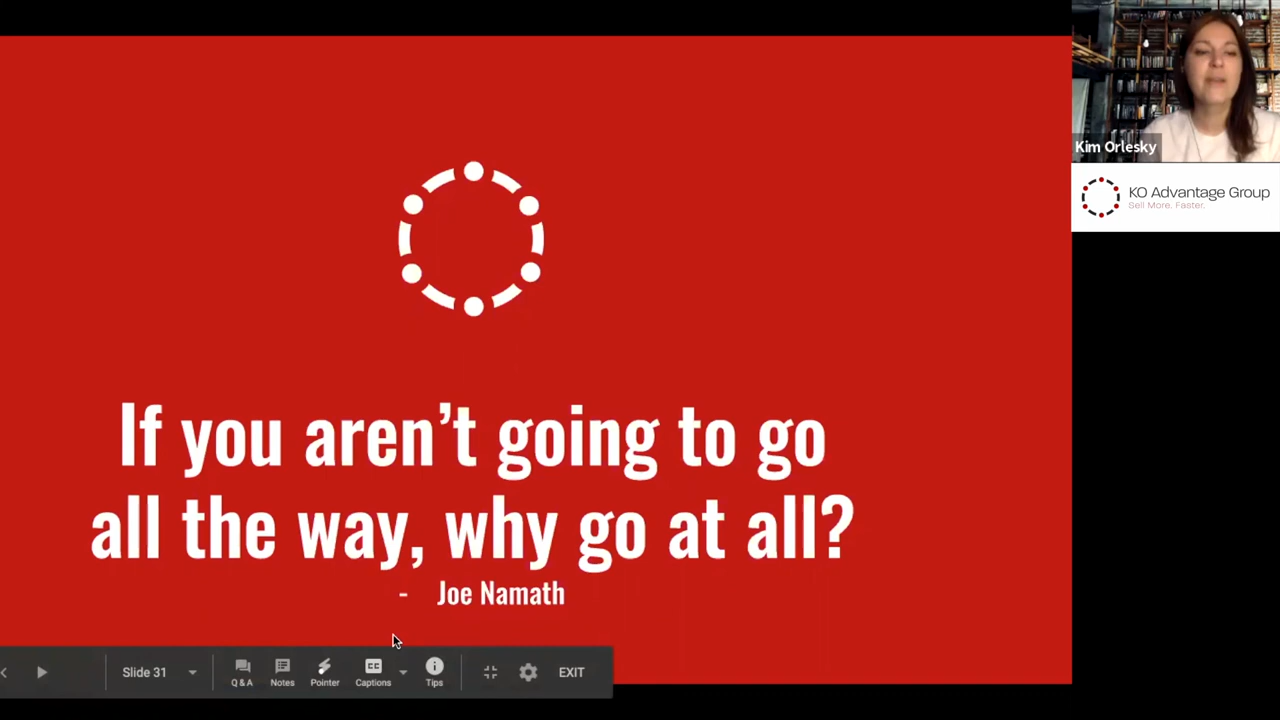 If you aren't going to go
all the way, why go at all?
- Joe Namath
Kim Orlesky
KO Advantage Group
Sell More. Faster.
Slide 31
Q & A
Notes
Pointer
CC
Captions
Tips
EXIT